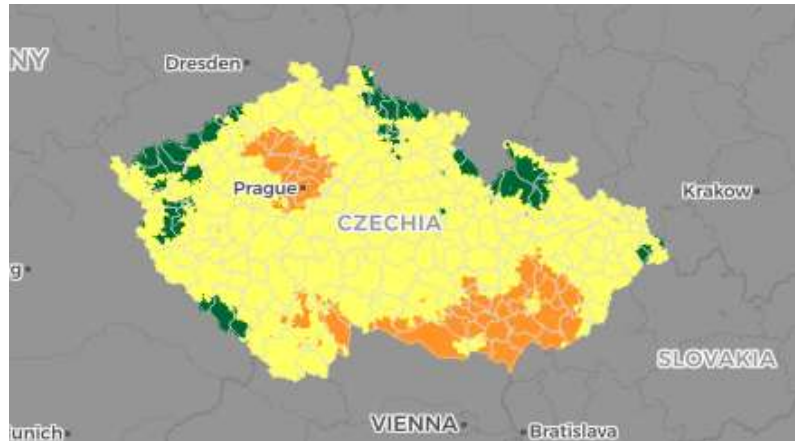 NY
Dresden
Prague
Krakow
CZECHIA
g
SLOVAKIA
VIENNA
unich
Bratislava